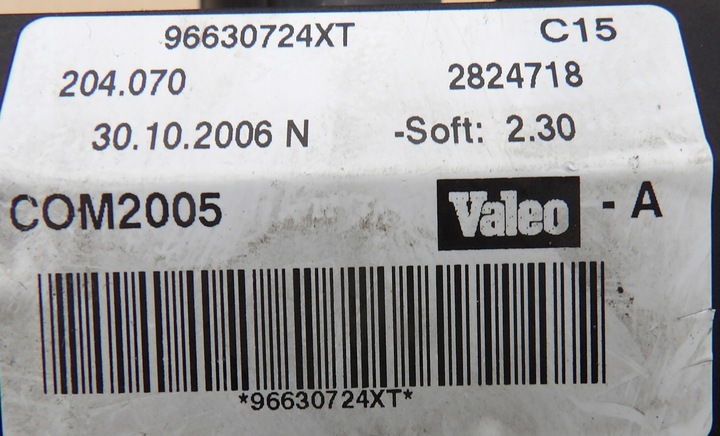 96630724XT C15
204.070 2824718
30.10.2006 N -Soft: 2.30
COM2005 Valeo - A
*96630724XT*